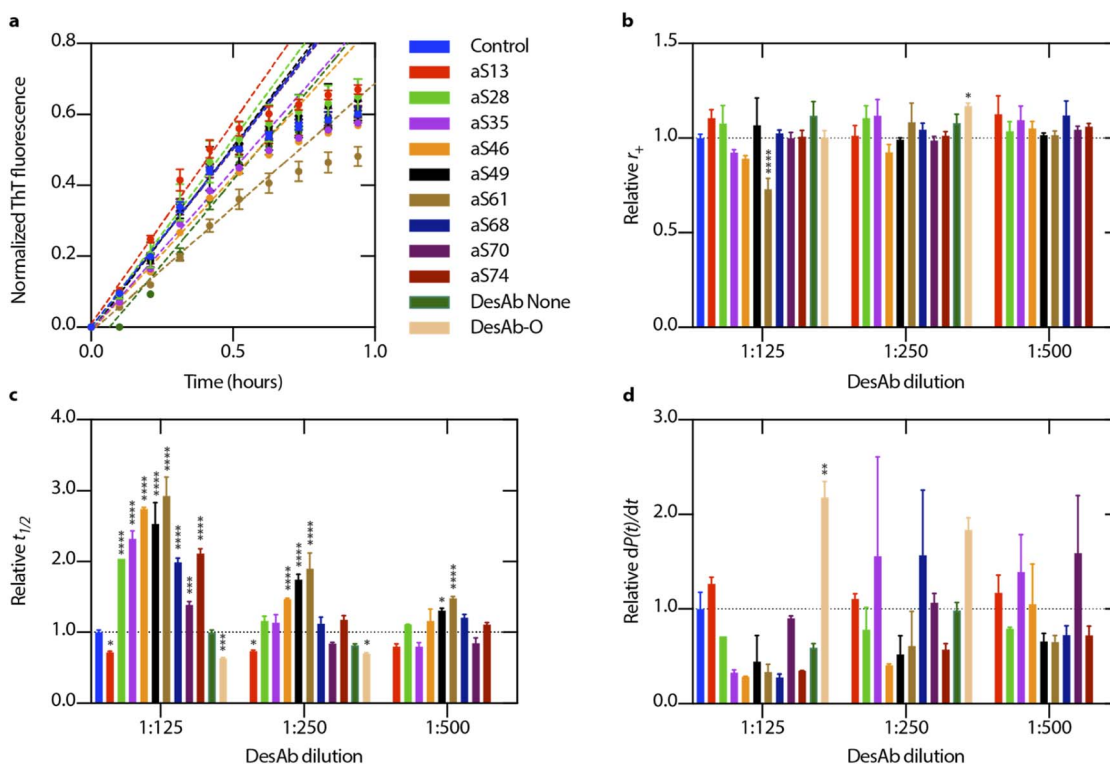 a
Normalized ThT fluorescence
0.8
0.6
0.4
0.2
0.0
0.0 0.5 1.0
Time (hours)
Control
aS13
aS28
aS35
aS46
aS49
aS61
aS68
aS70
aS74
DesAb None
DesAb-O
b
Relative r+
1.5
1.0
0.5
0.0
****
*
1:125 1:250 1:500
DesAb dilution
c
Relative t1/2
4.0
3.0
2.0
1.0
0.0
* **** **** **** **** **** **** *** **** ***
* **** **** **** *
* ****
1:125 1:250 1:500
DesAb dilution
d
Relative dP(t)/dt
3.0
2.0
1.0
0.0
**
1:125 1:250 1:500
DesAb dilution